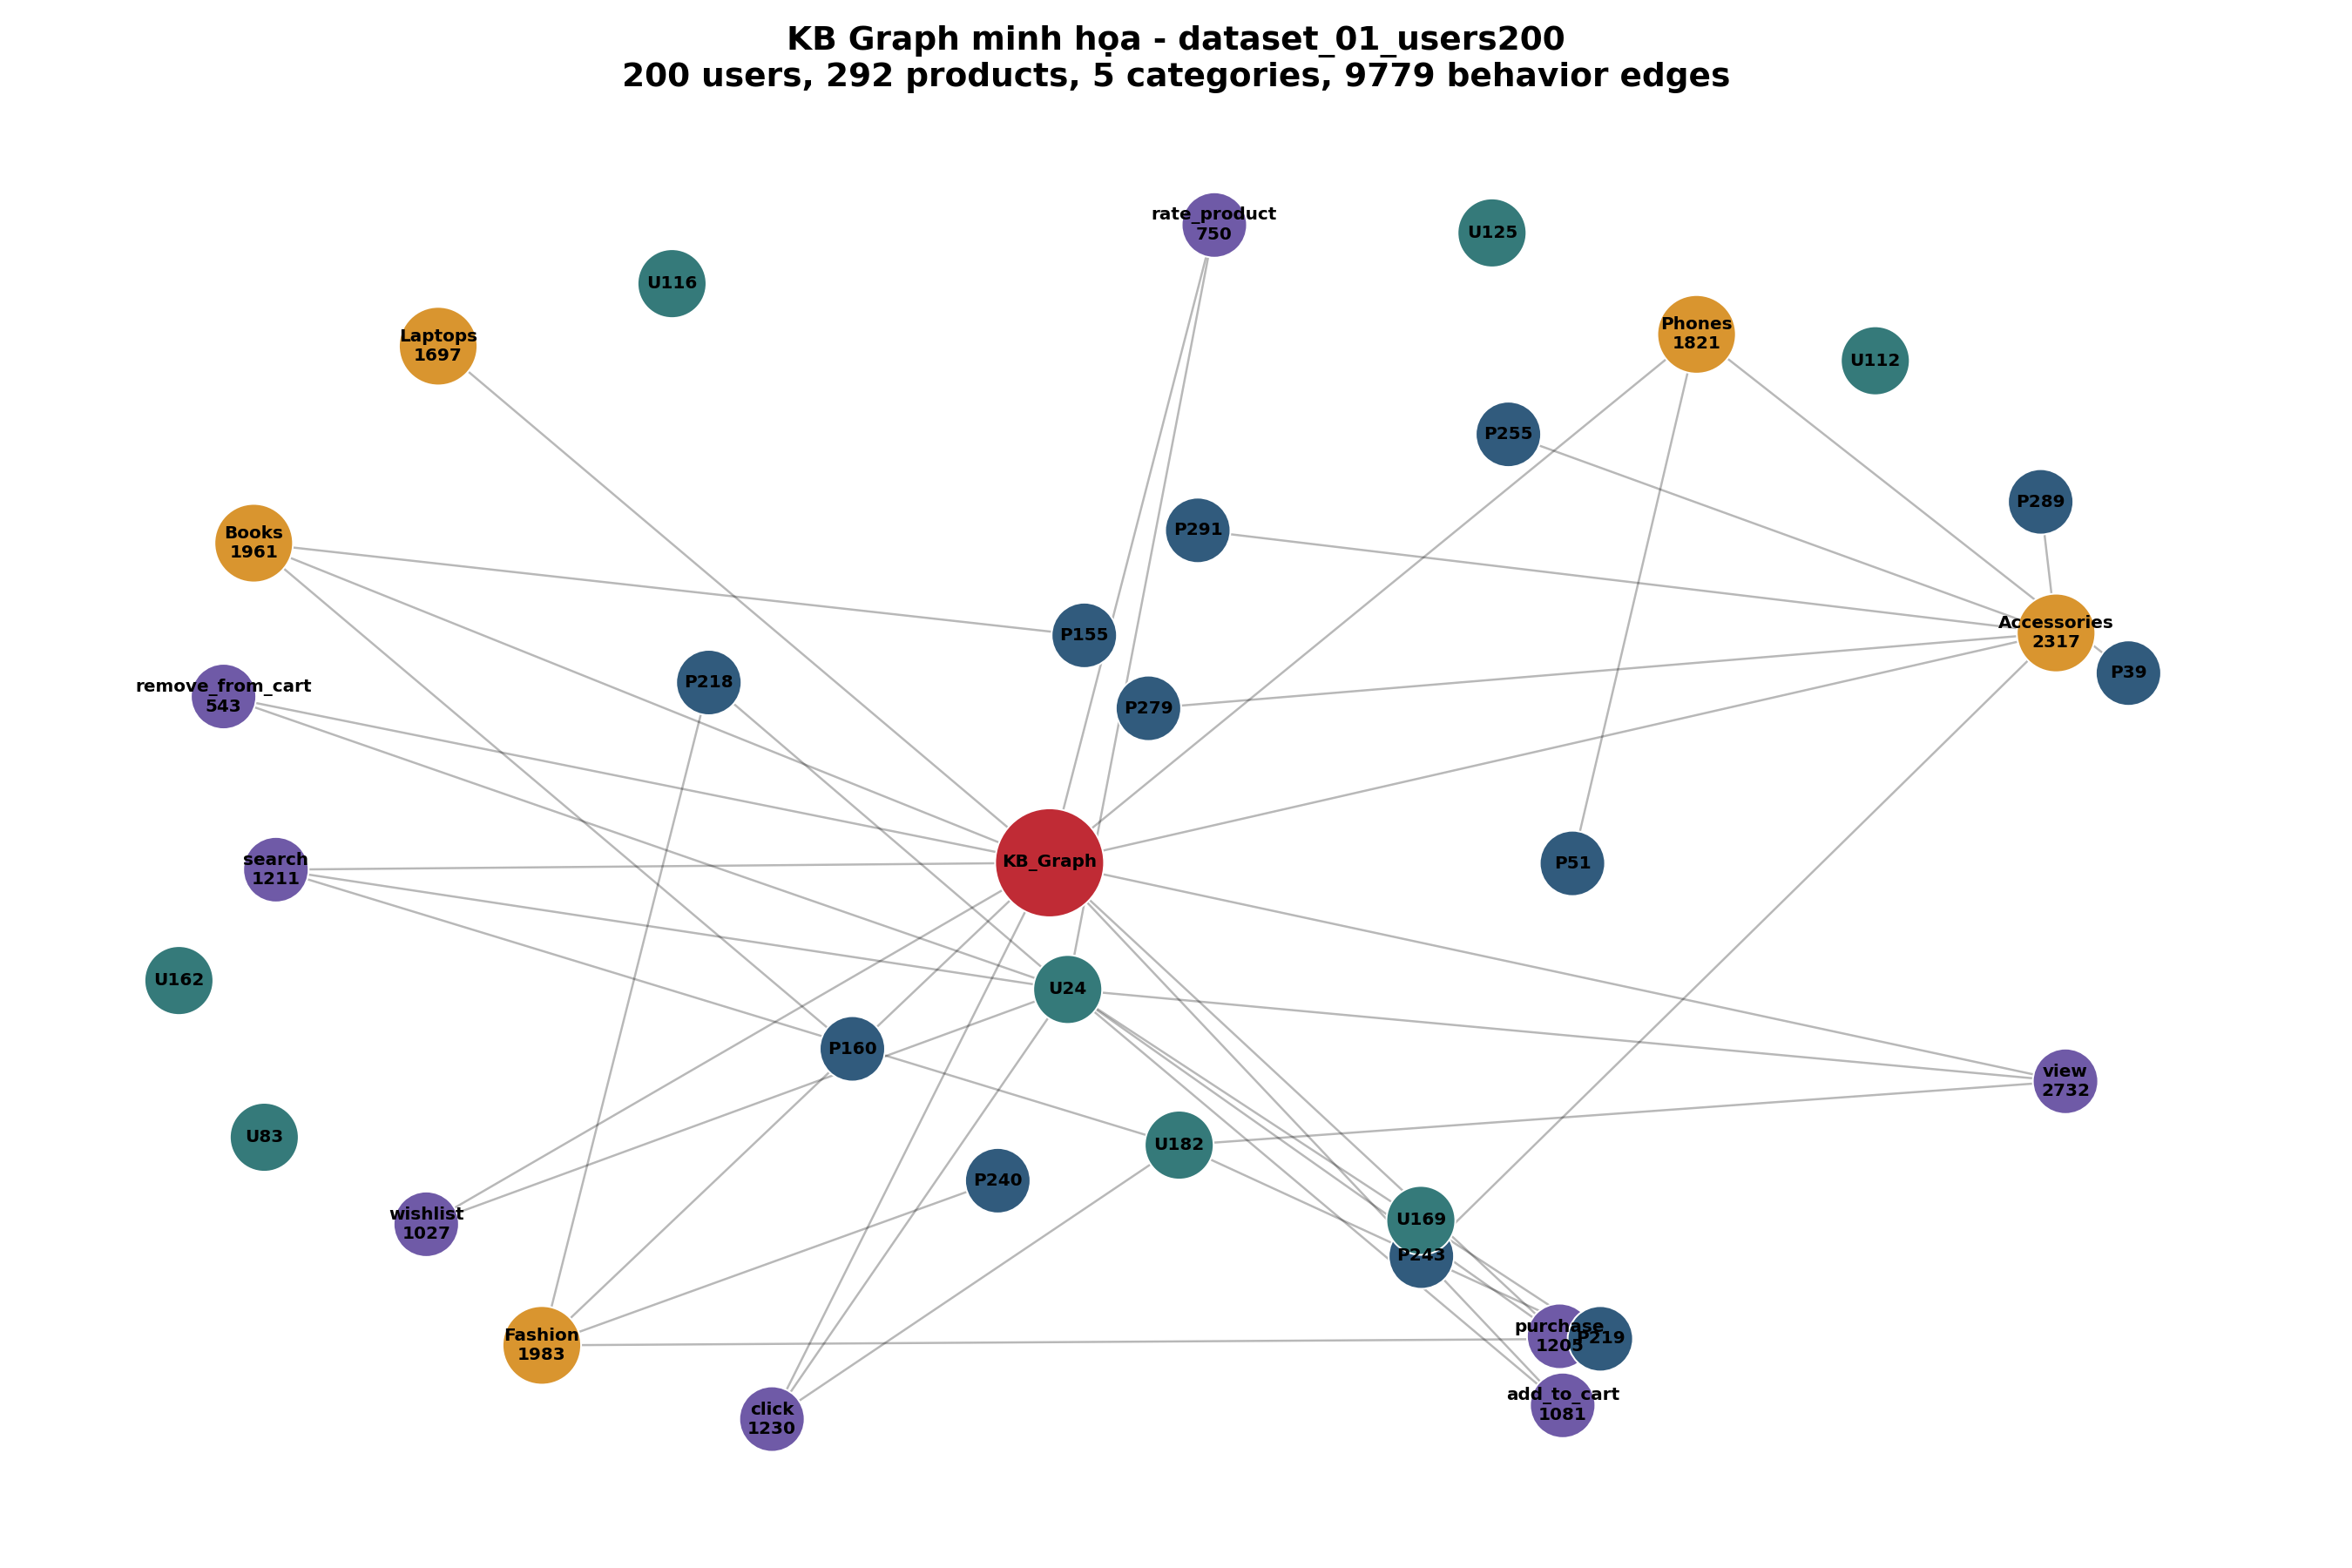 KB Graph minh họa - dataset_01_users200
200 users, 292 products, 5 categories, 9779 behavior edges
rate_product
750
U125
U116
Phones
1821
Laptops
1697
U112
P255
P289
P291
Books
1961
Accessories
2317
P155
P39
P218
remove_from_cart
543
P279
KB_Graph
P51
search
1211
U162
U24
P160
view
2732
U83
U182
P240
wishlist
1027
U169
P243
purchase
1205
P219
Fashion
1983
add_to_cart
1081
click
1230